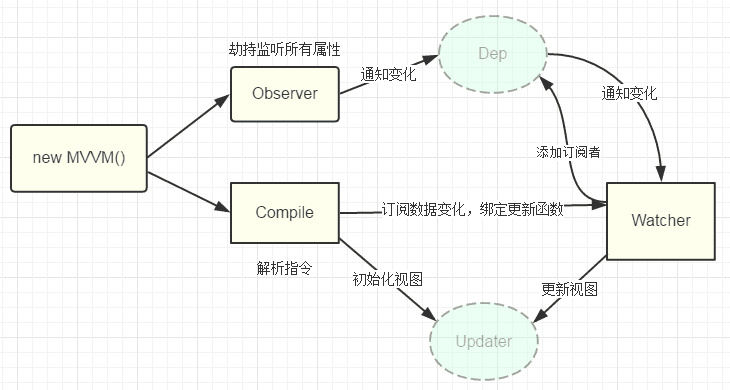 劫持监听所有属性
Dep
Observer
通知变化
通知变化
new MVVM()
添加订阅者
Compile
订阅数据变化，绑定更新函数
Watcher
解析指令
初始化视图
更新视图
Updater